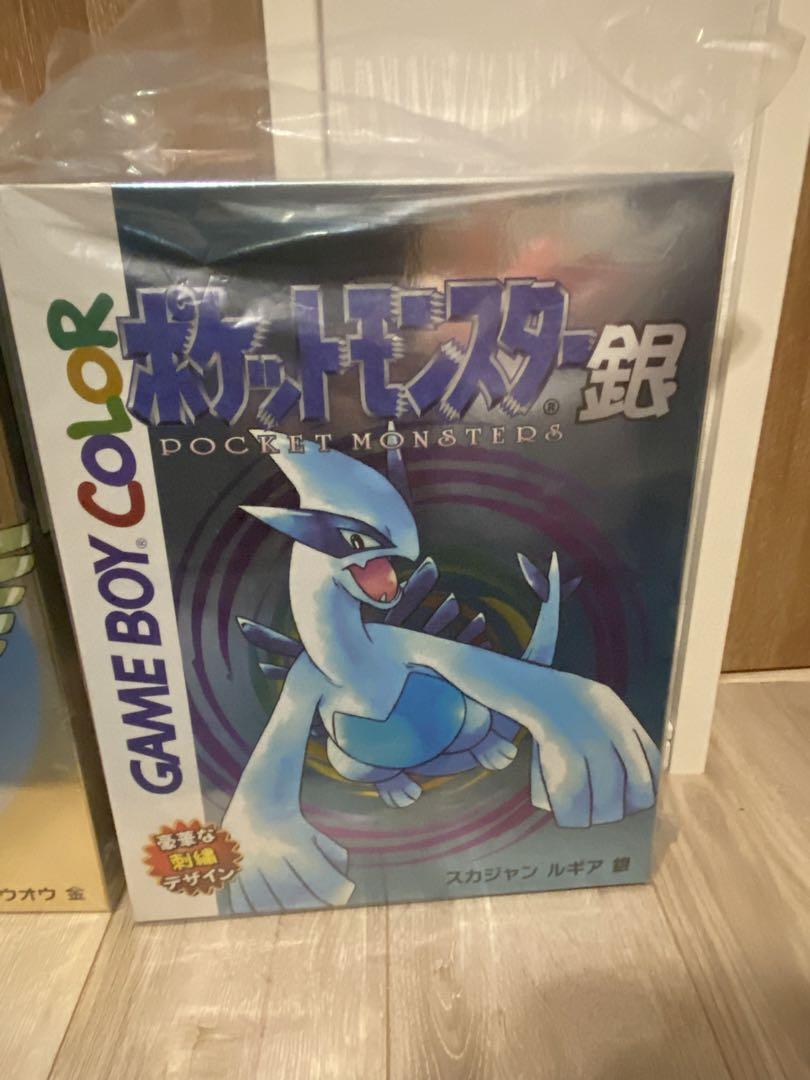 GAME BOY® COLOR
ポケットモンスター®銀
POCKET MONSTERS
豪華な
刺繍
デザイン
スカジャン ルギア 銀
ウオウ 金